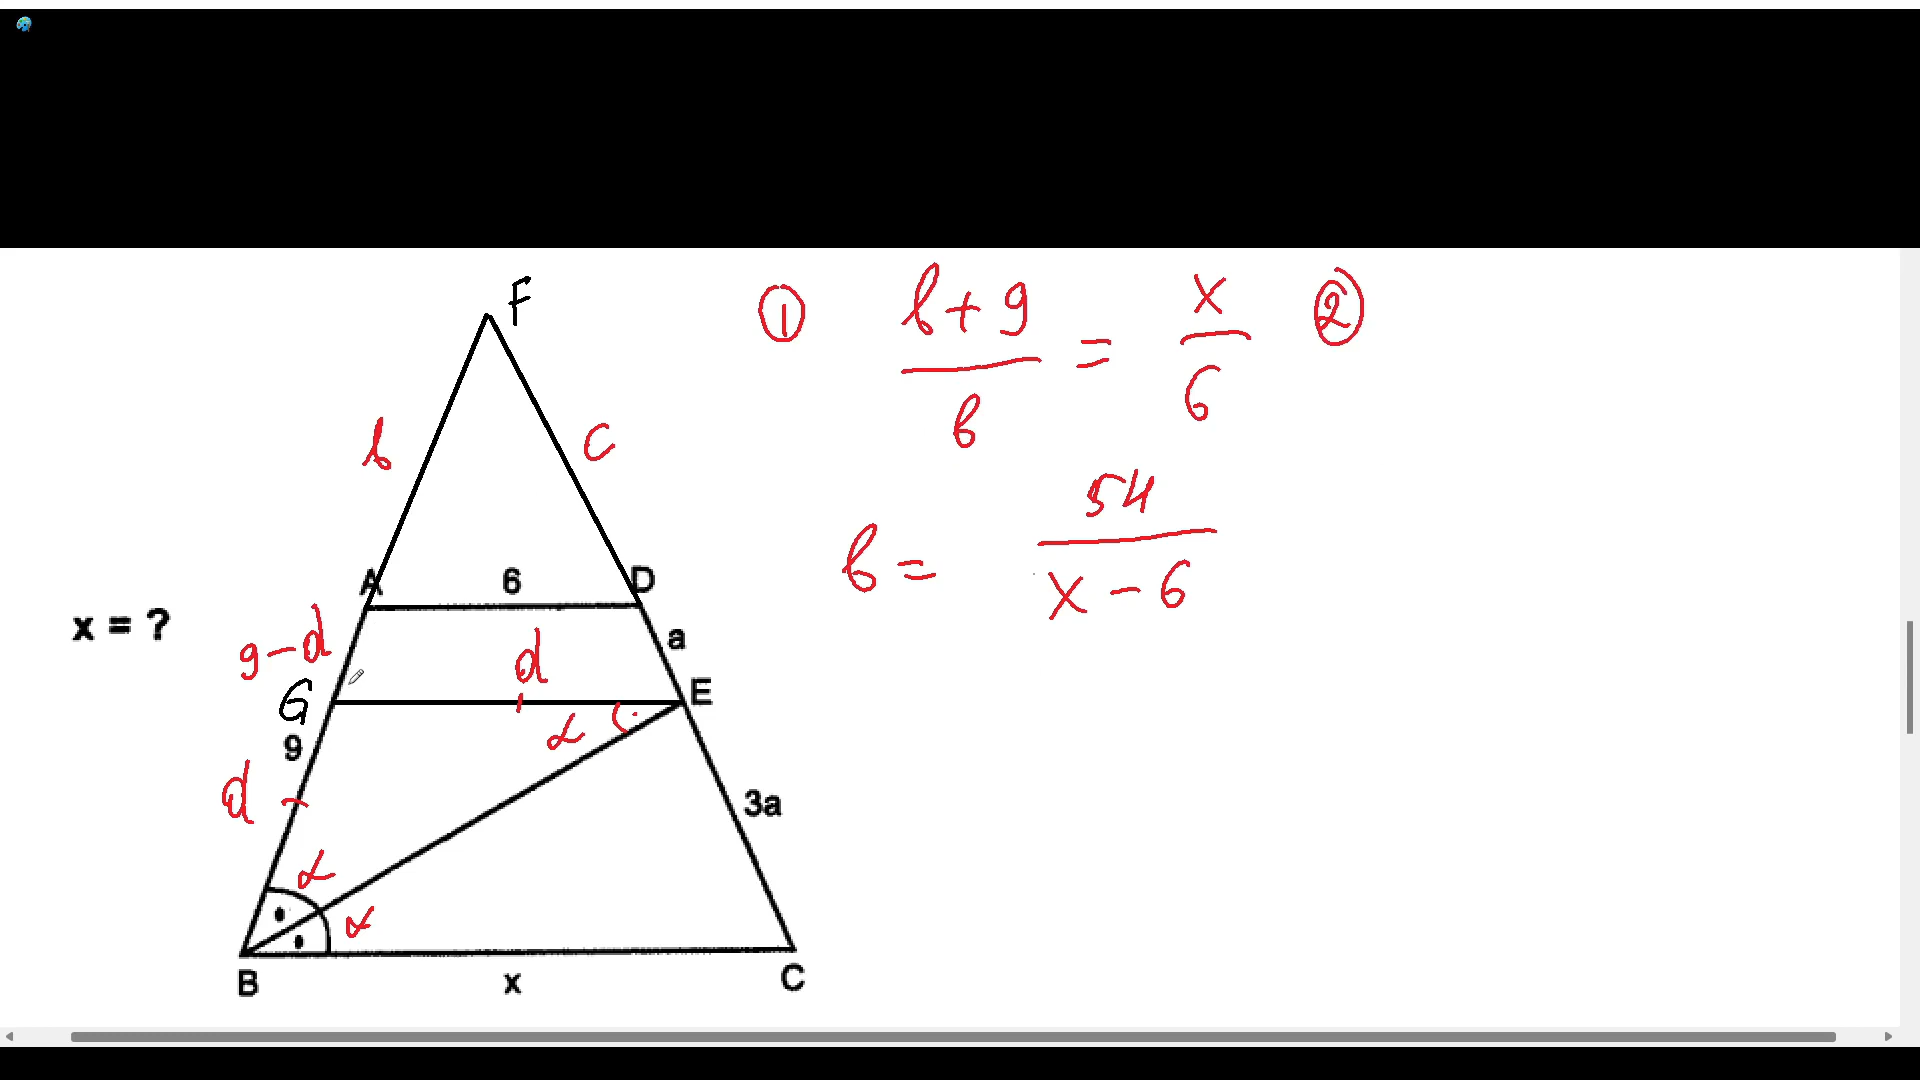 F
① b+9/b = x/6 ②
b
c
b = 54/x-6
A 6 D
x = ?
9-d
d
a
G
E
9
α
d
3a
α
α
B x C